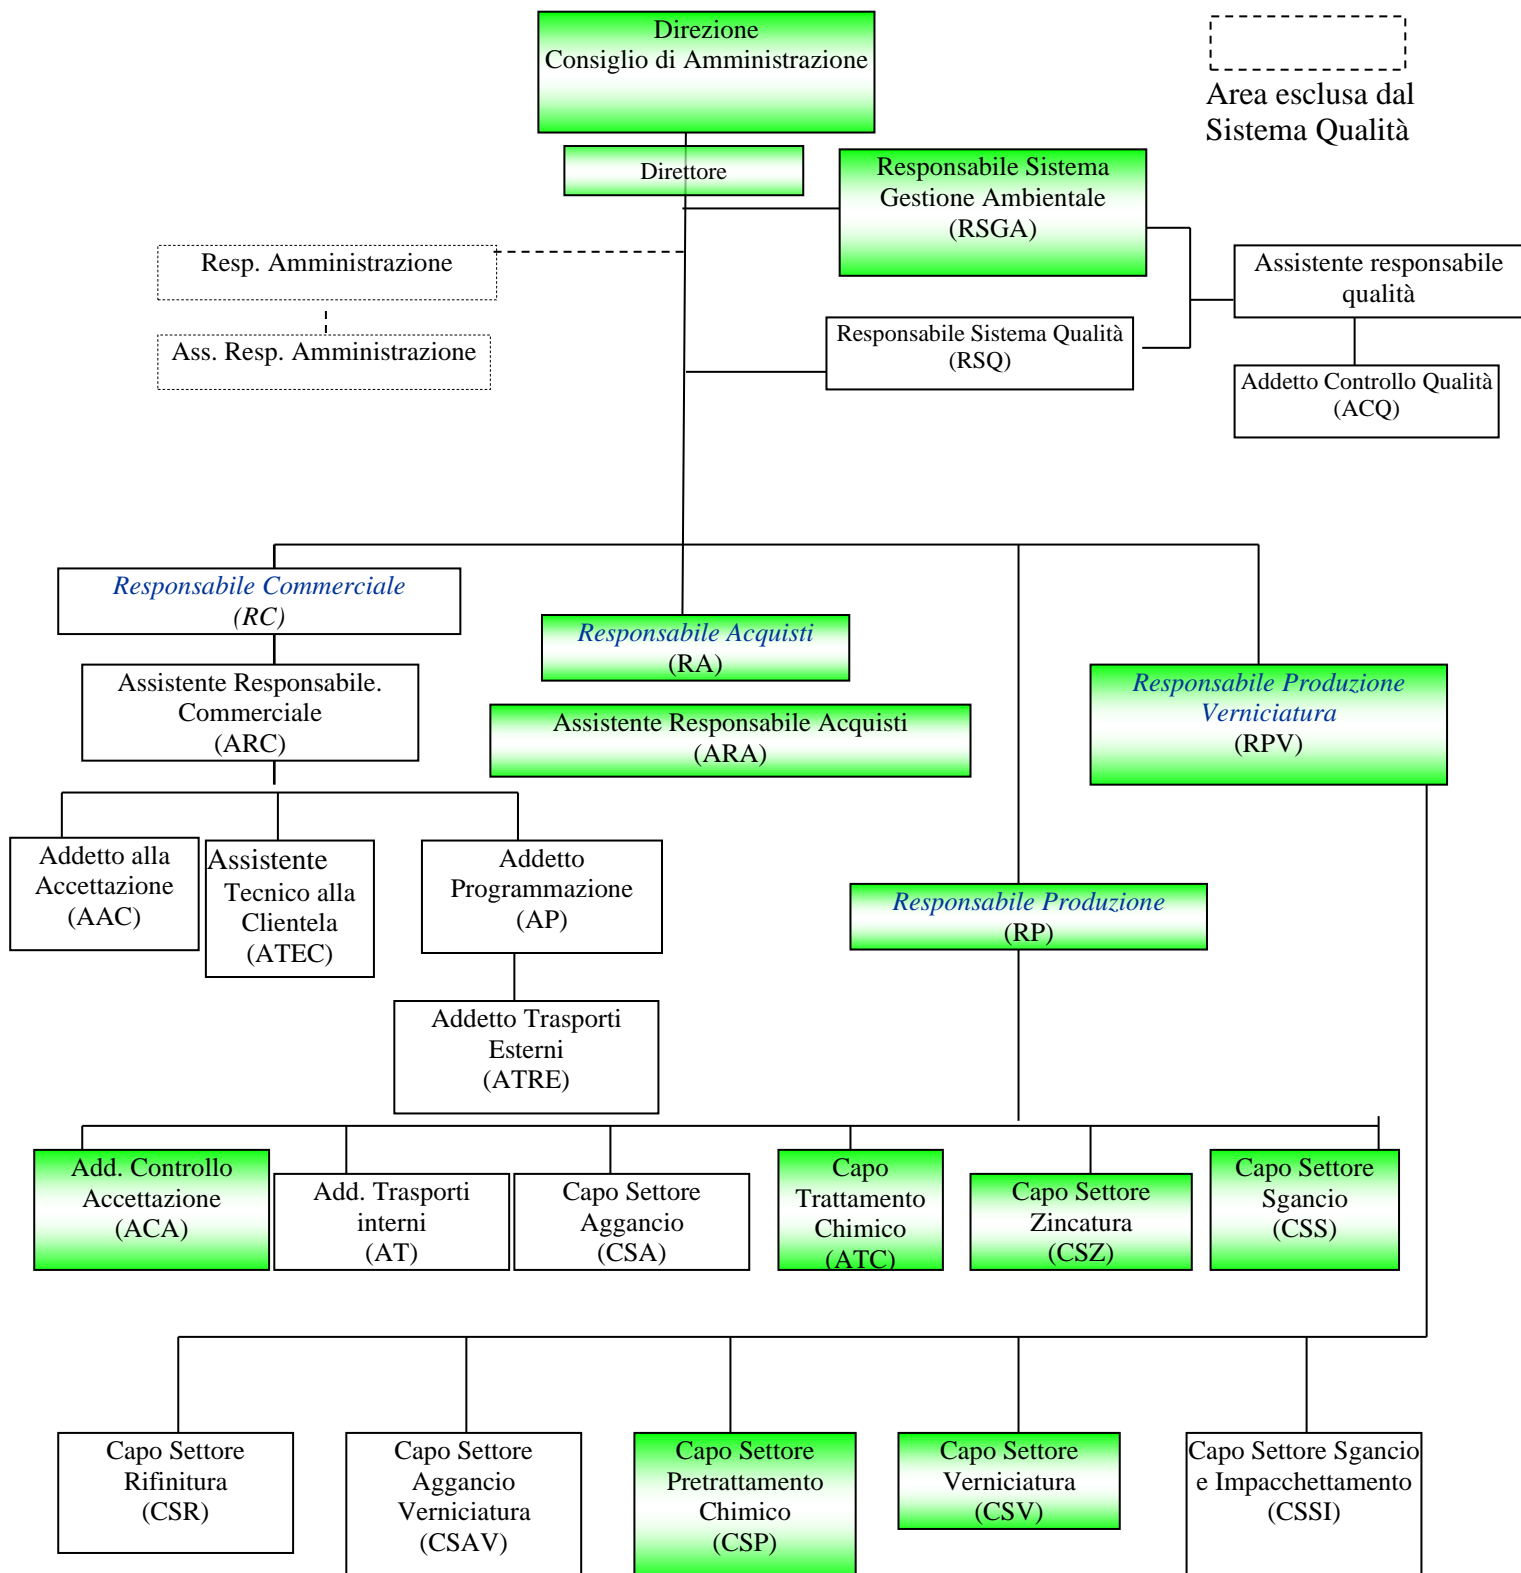 Direzione
Consiglio di Amministrazione
Area esclusa dal
Sistema Qualità
Direttore
Responsabile Sistema
Gestione Ambientale
(RSGA)
Resp. Amministrazione
Ass. Resp. Amministrazione
Responsabile Sistema Qualità
(RSQ)
Assistente responsabile
qualità
Addetto Controllo Qualità
(ACQ)
Responsabile Commerciale
(RC)
Assistente Responsabile.
Commerciale
(ARC)
Responsabile Acquisti
(RA)
Assistente Responsabile Acquisti
(ARA)
Responsabile Produzione
Verniciatura
(RPV)
Addetto alla
Accettazione
(AAC)
Assistente
Tecnico alla
Clientela
(ATEC)
Addetto
Programmazione
(AP)
Responsabile Produzione
(RP)
Addetto Trasporti
Esterni
(ATRE)
Add. Controllo
Accettazione
(ACA)
Add. Trasporti
interni
(AT)
Capo Settore
Aggancio
(CSA)
Capo
Trattamento
Chimico
(ATC)
Capo Settore
Zincatura
(CSZ)
Capo Settore
Sgancio
(CSS)
Capo Settore
Rifinitura
(CSR)
Capo Settore
Aggancio
Verniciatura
(CSAV)
Capo Settore
Pretrattamento
Chimico
(CSP)
Capo Settore
Verniciatura
(CSV)
Capo Settore Sgancio
e Impacchettamento
(CSSI)